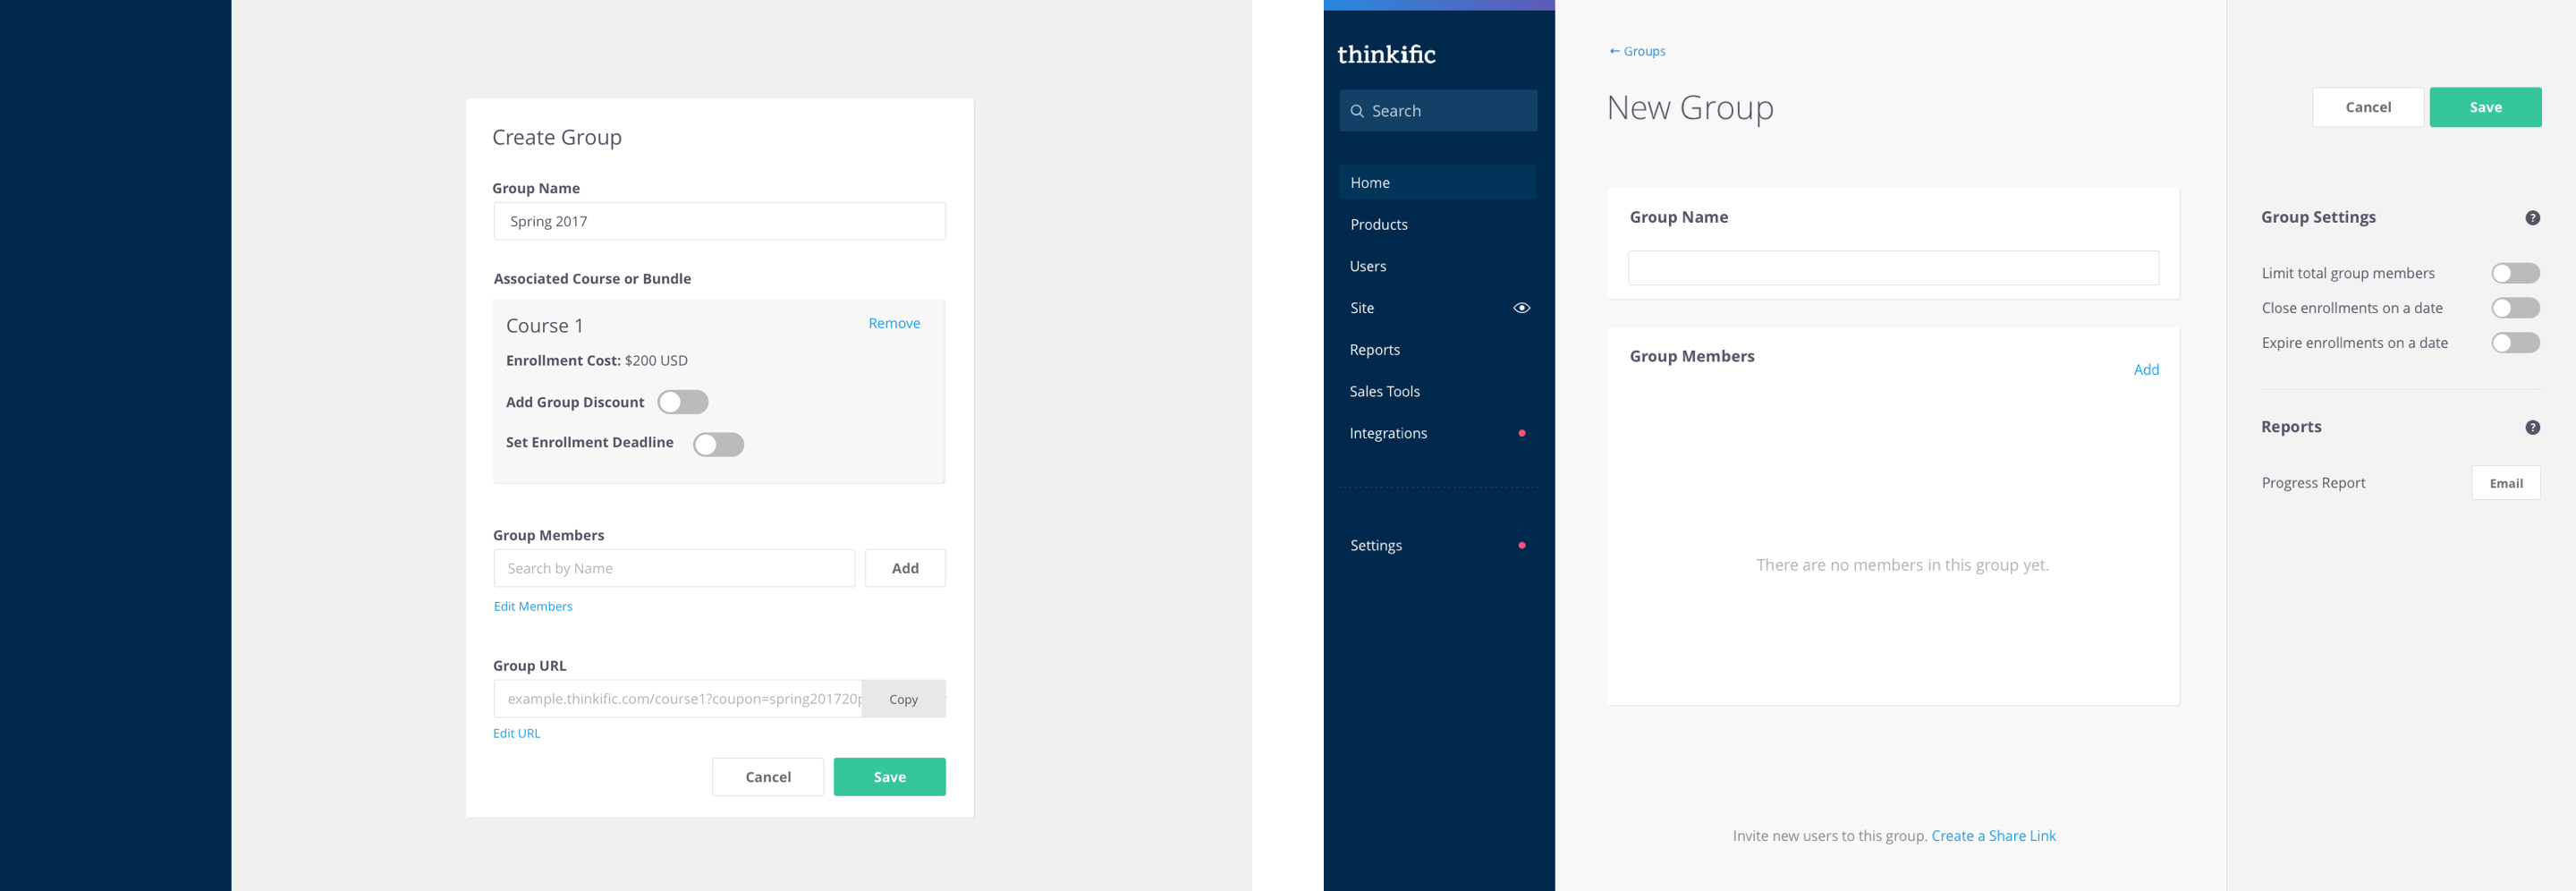 Create Group
Group Name
Spring 2017
Associated Course or Bundle
Course 1
Remove
Enrollment Cost: $200 USD
Add Group Discount
Set Enrollment Deadline
Group Members
Search by Name
Add
Edit Members
Group URL
example.thinkific.com/course1?coupon=spring201720p
Copy
Edit URL
Cancel
Save
thinkific
Search
Home
Products
Users
Site
Reports
Sales Tools
Integrations
Settings
← Groups
New Group
Group Name
Group Members
Add
There are no members in this group yet.
Invite new users to this group. Create a Share Link
Cancel
Save
Group Settings
?
Limit total group members
Close enrollments on a date
Expire enrollments on a date
Reports
?
Progress Report
Email